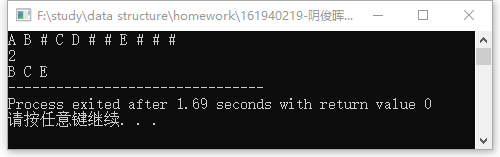 F:\study\data structure\homework\161940219-阴俊晖...
A B # C D # # E # # #
2
B C E
--------------------------------
Process exited after 1.69 seconds with return value 0
请按任意键继续. . .